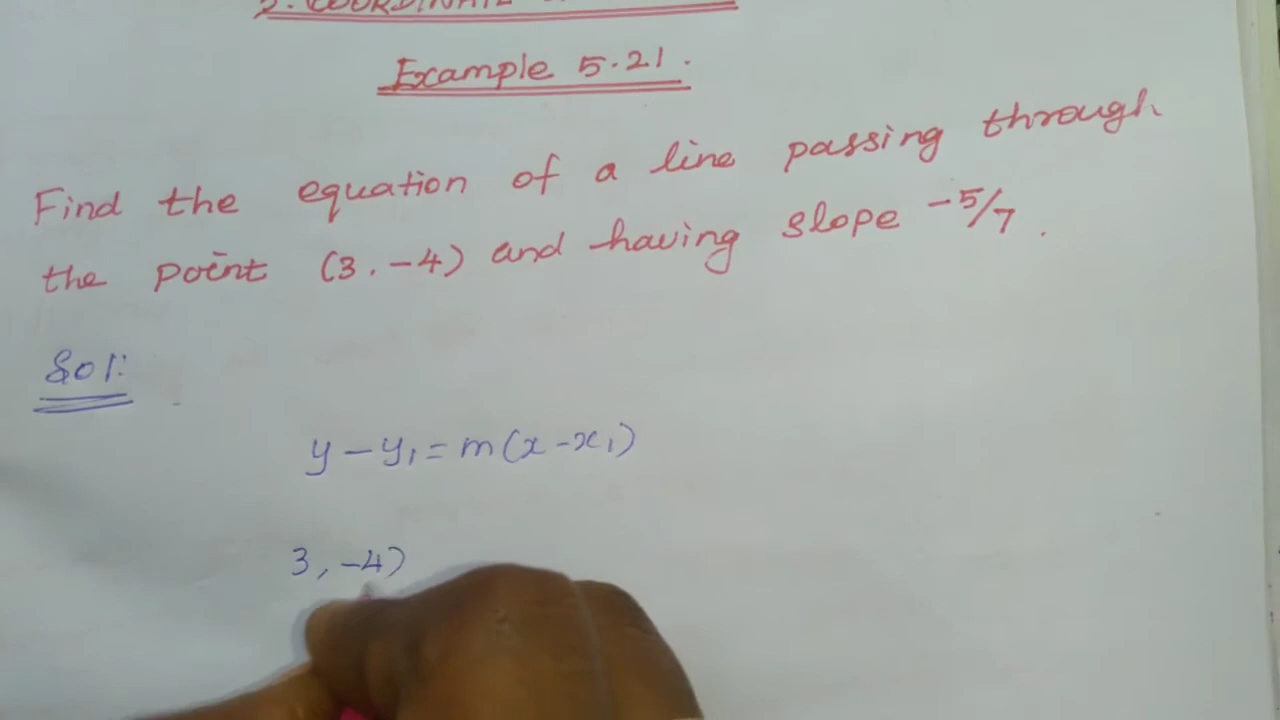 Example 5.21.
Find the equation of a line passing through
the point (3, -4) and having slope -5/7.
Sol:
y - y₁ = m(x - x₁)
3, -4)